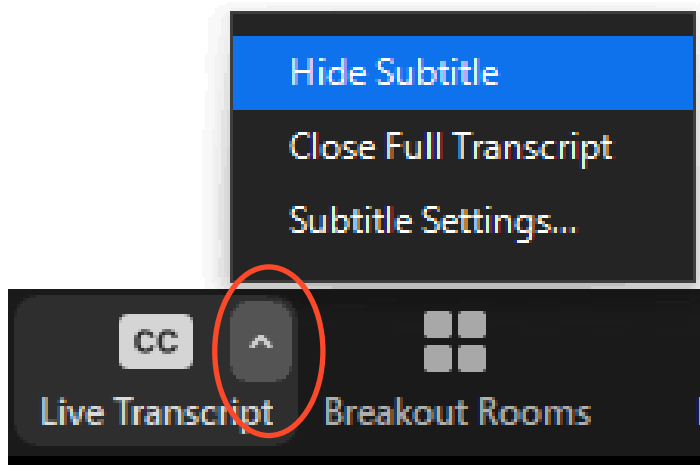 Hide Subtitle
Close Full Transcript
Subtitle Settings...
CC
Live Transcript
Breakout Rooms